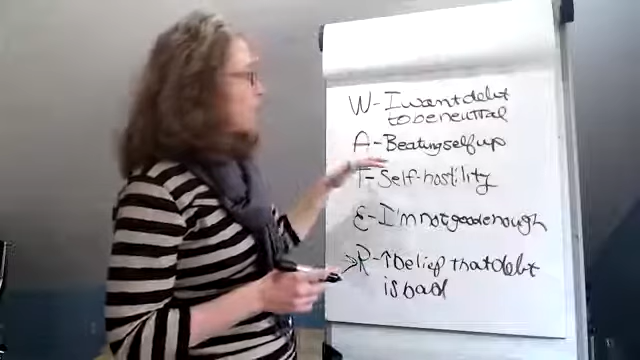 W - I want debt
to be neutral
A - Beating self up
T - Self-hostility
E - I'm not good enough
→ R - ↑ Belief that debt
is bad